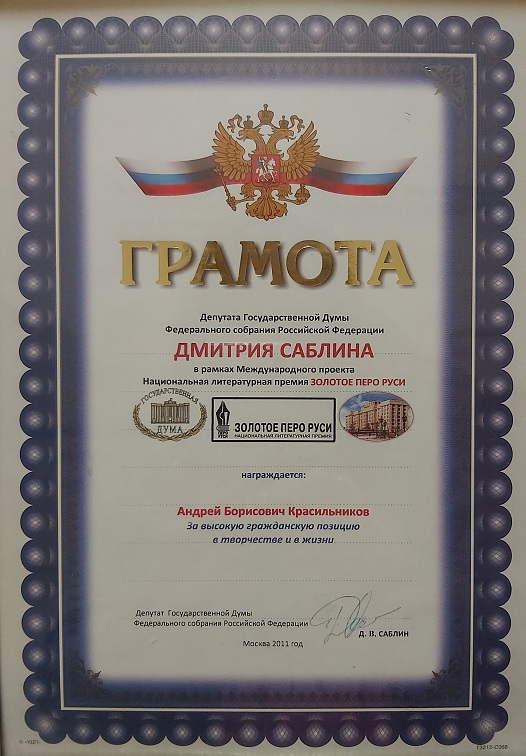 ГРАМОТА
Депутата Государственной Думы
Федерального собрания Российской Федерации
ДМИТРИЯ САБЛИНА
в рамках Международного проекта
Национальная литературная премия ЗОЛОТОЕ ПЕРО РУСИ
ГОСУДАРСТВЕННАЯ
ДУМА
ЗОЛОТОЕ ПЕРО РУСИ
НАЦИОНАЛЬНАЯ ЛИТЕРАТУРНАЯ ПРЕМИЯ
награждается:
Андрей Борисович Красильников
За высокую гражданскую позицию
в творчестве и в жизни
Депутат Государственной Думы
Федерального собрания Российской Федерации
Д. В. САБЛИН
Москва 2011 год